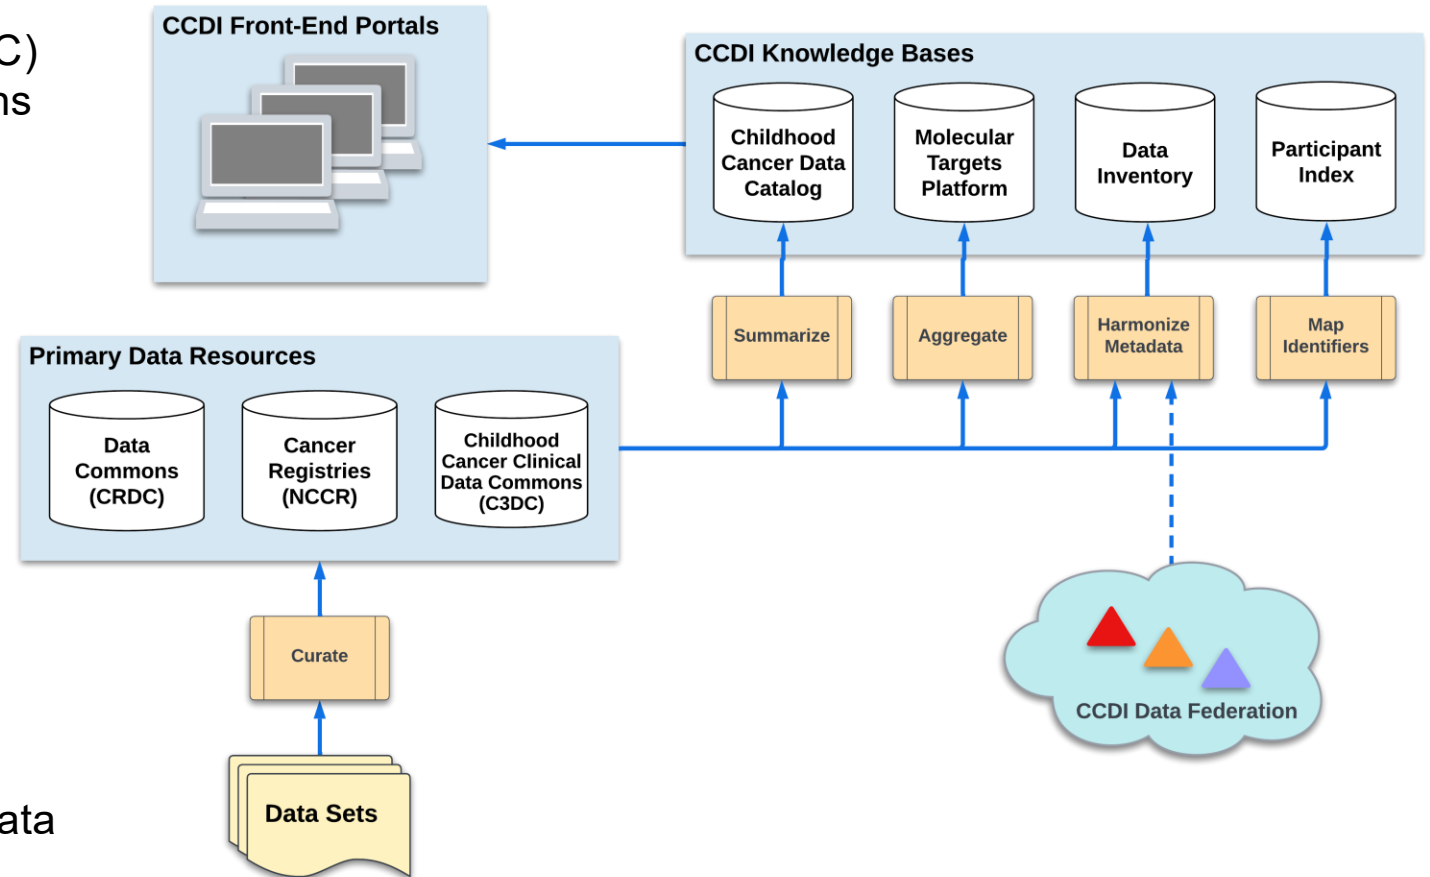 C)
ns
CCDI Front-End Portals
CCDI Knowledge Bases
Childhood
Cancer Data
Catalog
Molecular
Targets
Platform
Data
Inventory
Participant
Index
Summarize
Aggregate
Harmonize
Metadata
Map
Identifiers
Primary Data Resources
Data
Commons
(CRDC)
Cancer
Registries
(NCCR)
Childhood
Cancer Clinical
Data Commons
(C3DC)
Curate
CCDI Data Federation
Data Sets
ata